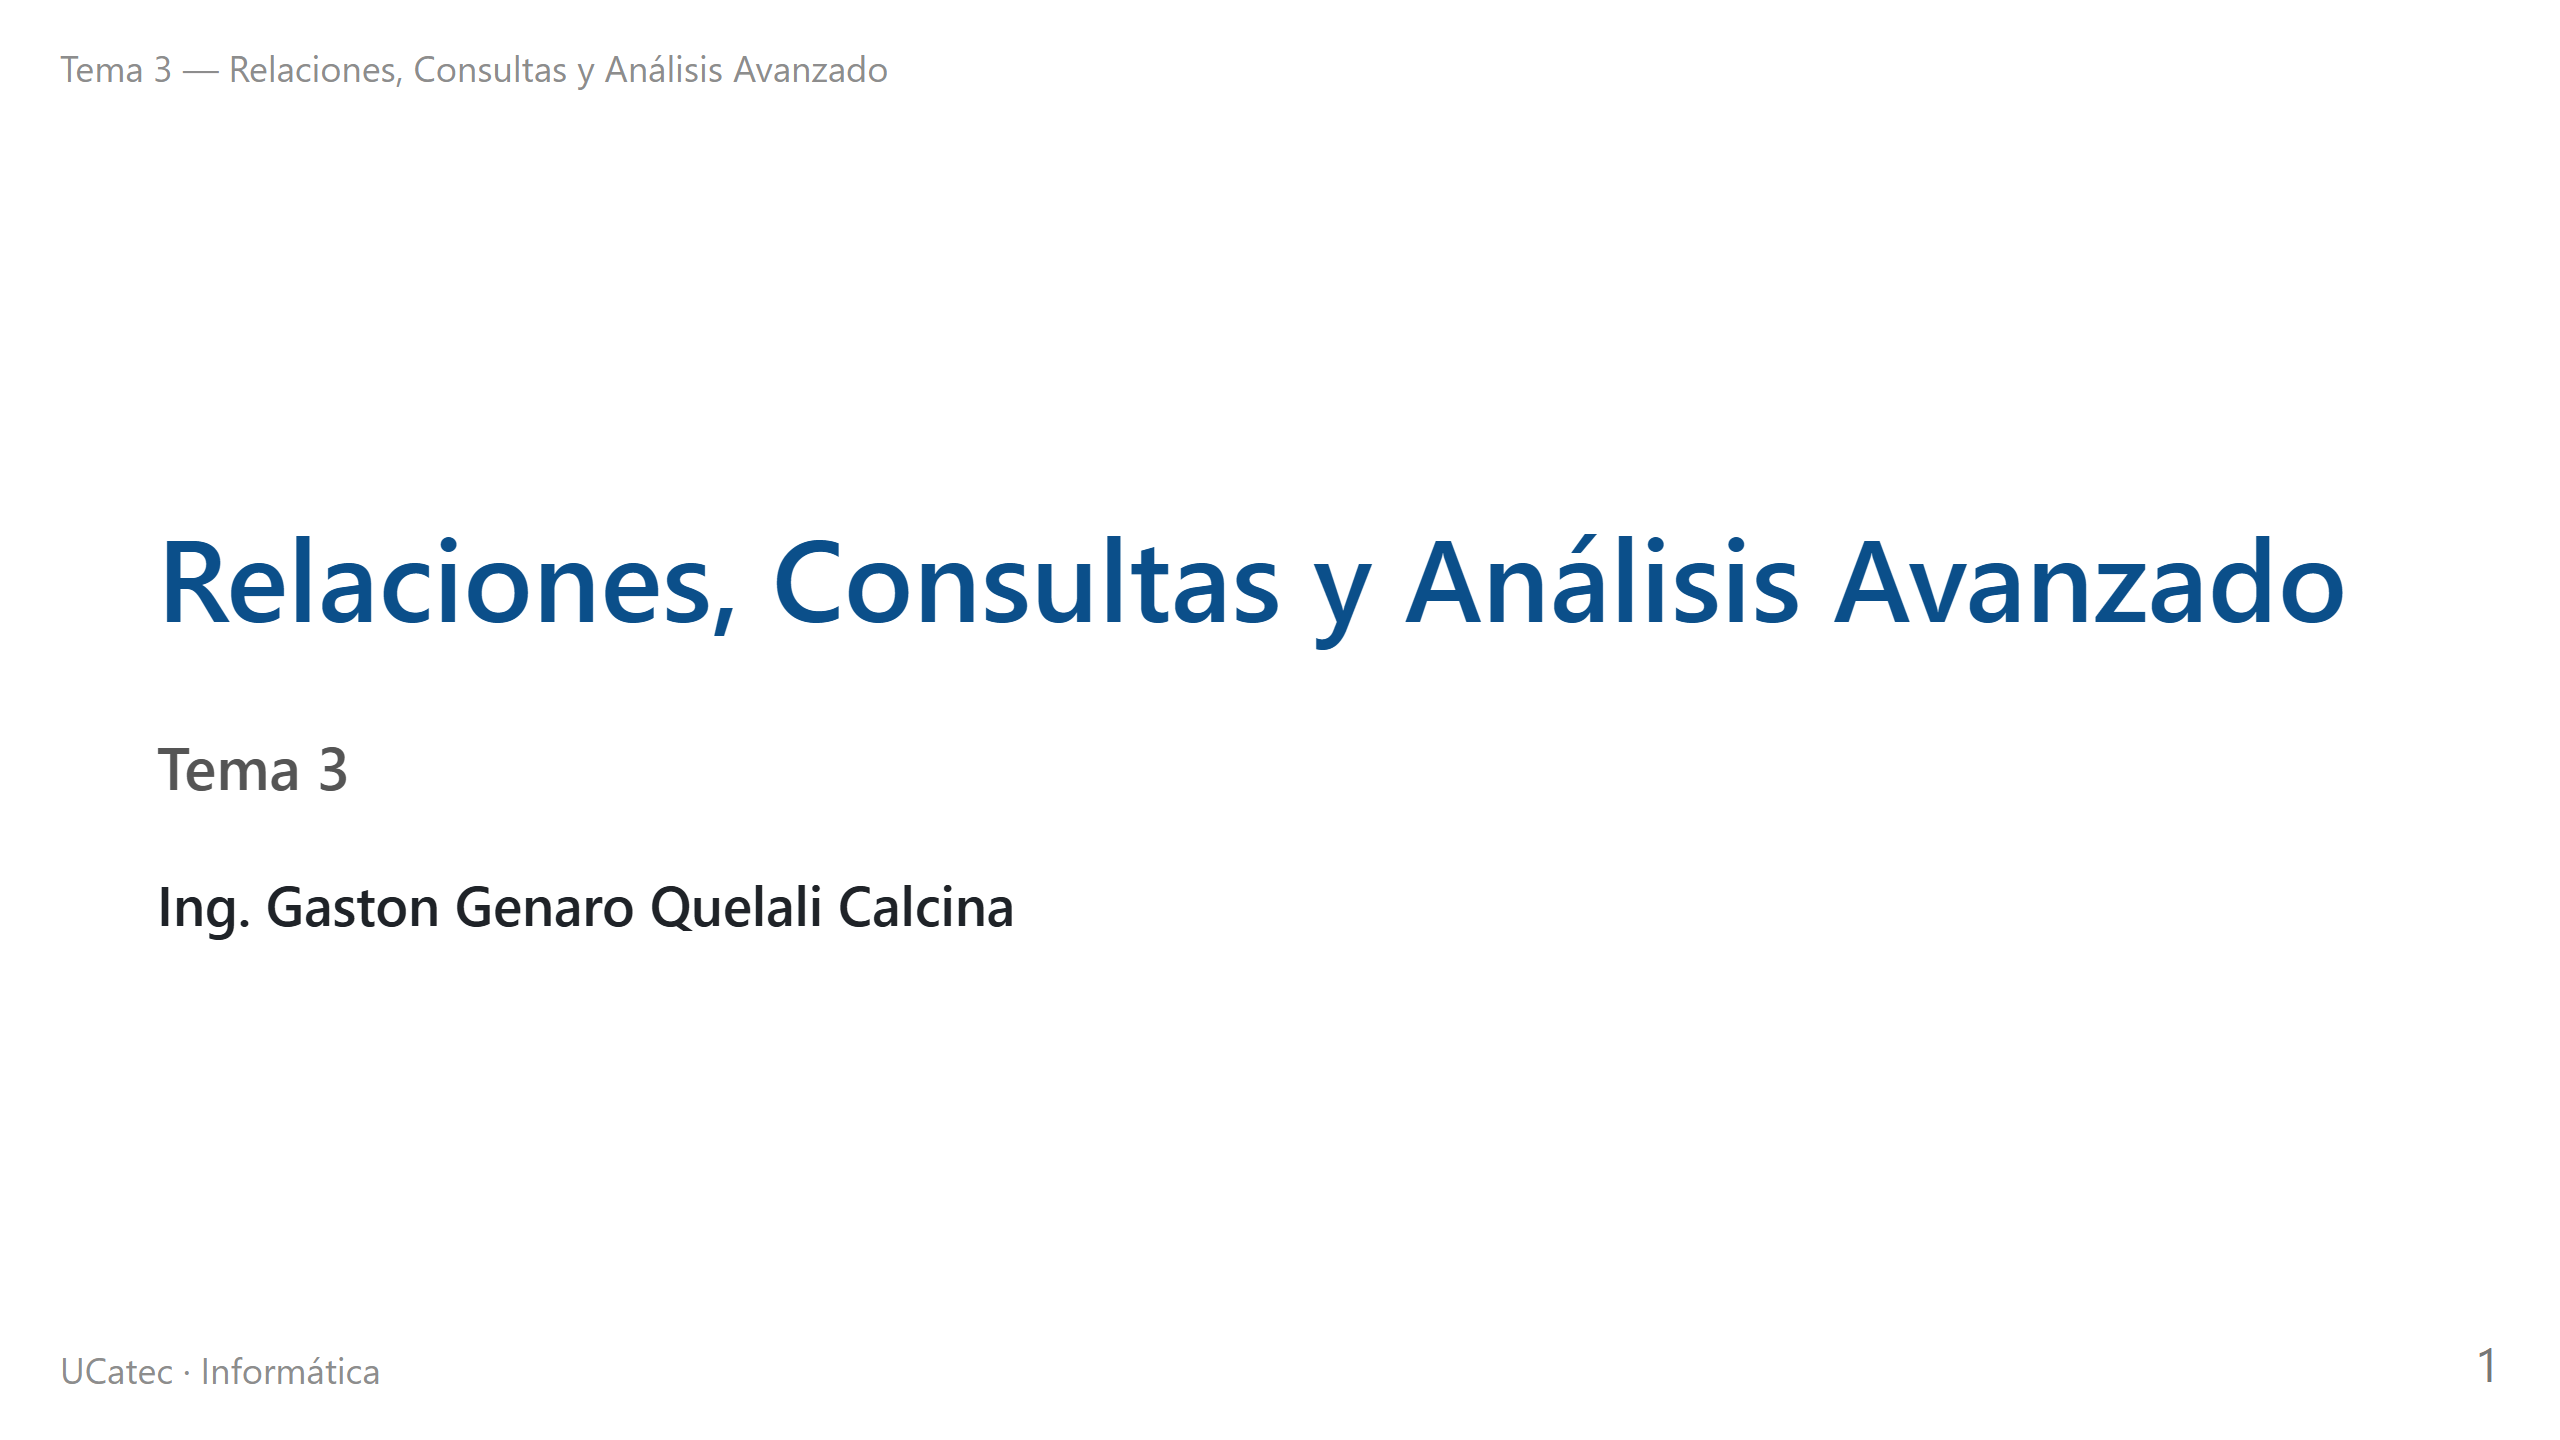 Tema 3 — Relaciones, Consultas y Análisis Avanzado
Relaciones, Consultas y Análisis Avanzado
Tema 3
Ing. Gaston Genaro Quelali Calcina
UCatec · Informática
1